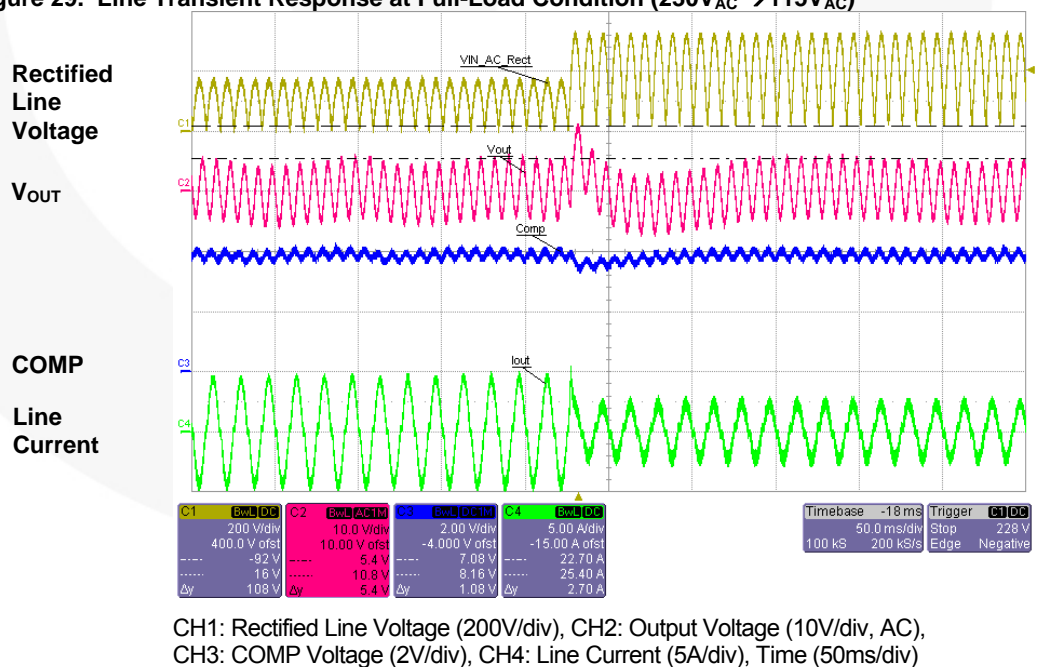 gure 29: Line Transient Response at Full-Load Condition (230VAC →115VAC)
Rectified
Line
Voltage
VIN_AC_Rect
C1
Vout
VOUT
C2
Comp
COMP
C3
Iout
Line
Current
C4
C1 BwL DC
200 V/div
400.0 V ofst
-92 V
16 V
Δy 108 V
C2 BwL AC1M
10.0 V/div
10.00 V ofst
5.4 V
10.8 V
Δy 5.4 V
C3 BwL DC1M
2.00 V/div
-4.000 V ofst
7.08 V
8.16 V
Δy 1.08 V
C4 BwL DC
5.00 A/div
-15.00 A ofst
22.70 A
25.40 A
Δy 2.70 A
Timebase -18 ms
50.0 ms/div
100 kS 200 kS/s
Trigger C1 DC
Stop 228 V
Edge Negative
CH1: Rectified Line Voltage (200V/div), CH2: Output Voltage (10V/div, AC),
CH3: COMP Voltage (2V/div), CH4: Line Current (5A/div), Time (50ms/div)